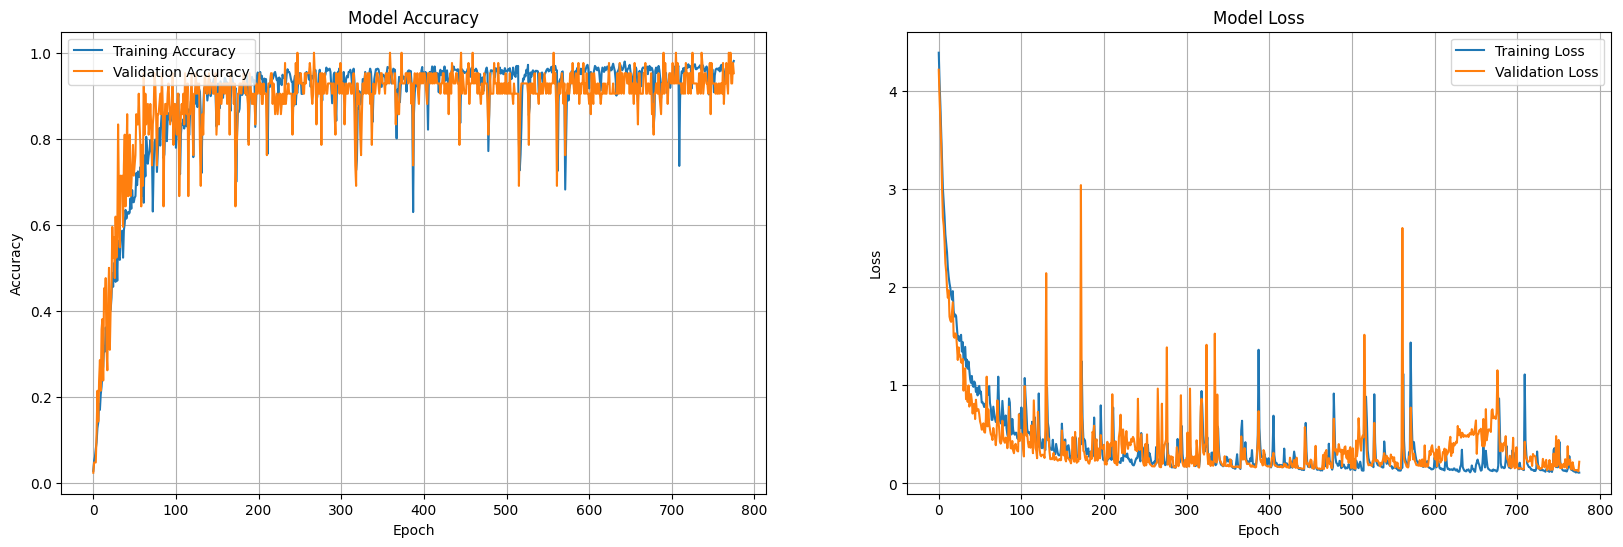 Model Accuracy
Training Accuracy
Validation Accuracy
1.0
0.8
0.6
0.4
0.2
0.0
Accuracy
0 100 200 300 400 500 600 700 800
Epoch
Model Loss
Training Loss
Validation Loss
4
3
2
1
0
Loss
0 100 200 300 400 500 600 700 800
Epoch